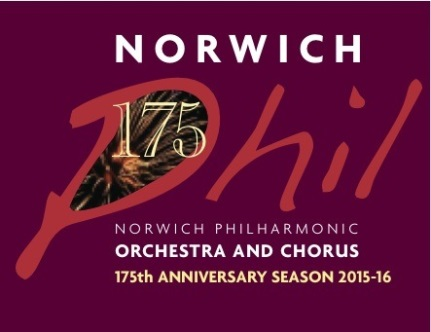 NORWICH
Phil
175
NORWICH PHILHARMONIC
ORCHESTRA AND CHORUS
175th ANNIVERSARY SEASON 2015-16